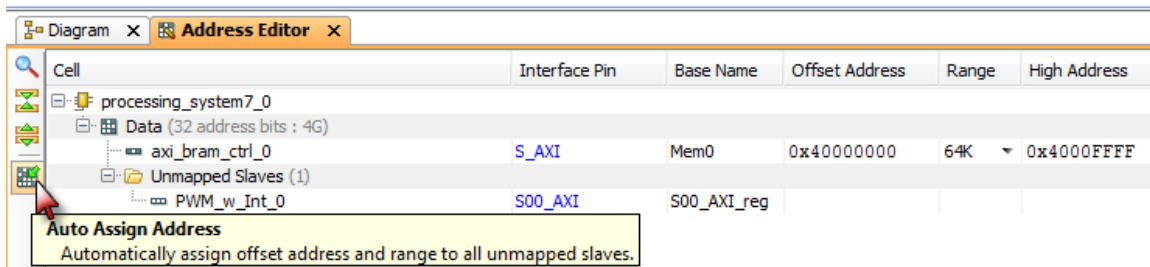 Diagram X Address Editor X
Cell Interface Pin Base Name Offset Address Range High Address
processing_system7_0
Data (32 address bits : 4G)
axi_bram_ctrl_0 S_AXI Mem0 0x40000000 64K 0x4000FFFF
Unmapped Slaves (1)
PWM_w_Int_0 S00_AXI S00_AXI_reg
Auto Assign Address
Automatically assign offset address and range to all unmapped slaves.